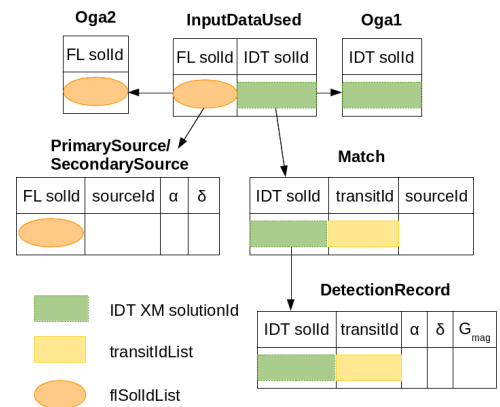 Oga2
InputDataUsed
Oga1
FL solId
FL solId
IDT solId
IDT solId
PrimarySource/
SecondarySource
Match
FL solId
sourceId
α
δ
IDT solId
transitId
sourceId
DetectionRecord
IDT XM solutionId
transitIdList
flSolIdList
IDT solId
transitId
α
δ
Gmag